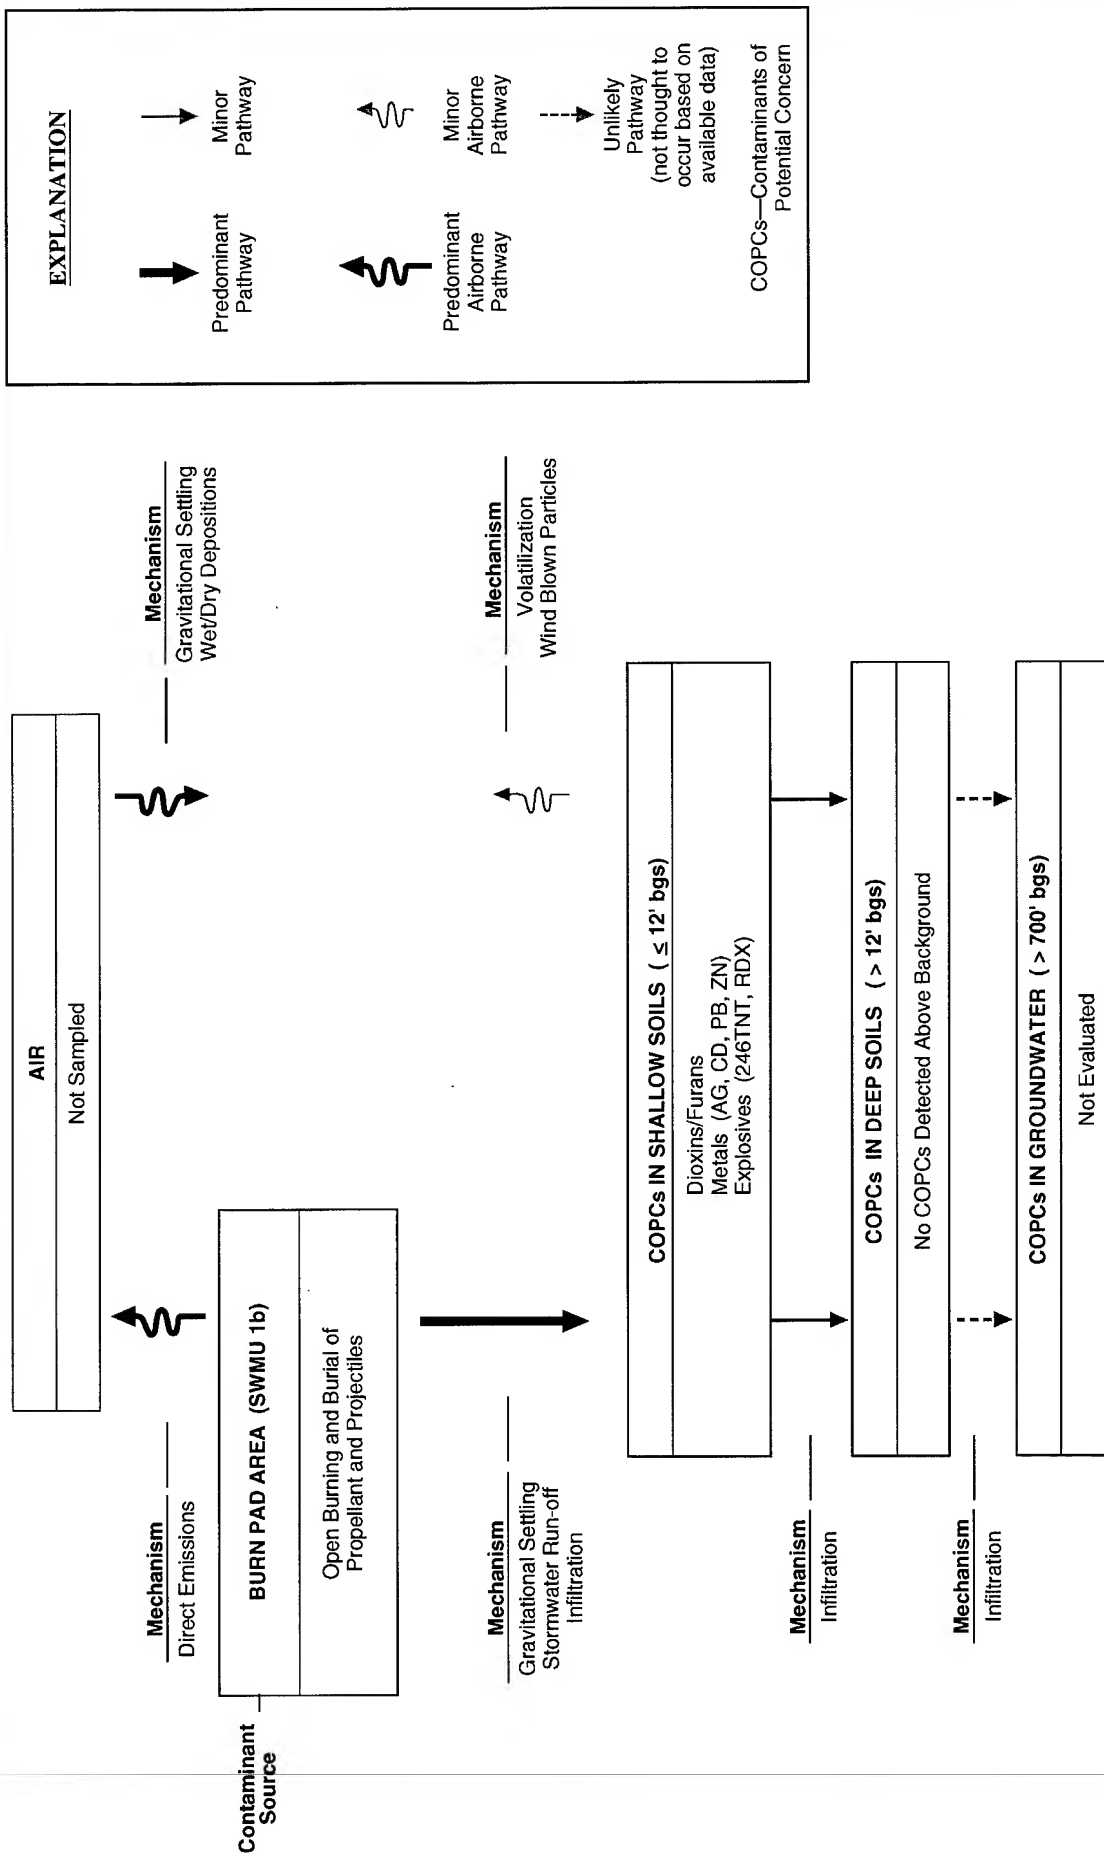 AIR
Not Sampled
Mechanism
Direct Emissions
Mechanism
Gravitational Settling
Wet/Dry Depositions
Contaminant
Source
BURN PAD AREA (SWMU 1b)
Open Burning and Burial of
Propellant and Projectiles
Mechanism
Gravitational Settling
Stormwater Run-off
Infiltration
Mechanism
Volatilization
Wind Blown Particles
COPCs IN SHALLOW SOILS ( ≤ 12' bgs)
Dioxins/Furans
Metals (AG, CD, PB, ZN)
Explosives (246TNT, RDX)
Mechanism
Infiltration
COPCs IN DEEP SOILS ( > 12' bgs)
No COPCs Detected Above Background
Mechanism
Infiltration
COPCs IN GROUNDWATER ( > 700' bgs)
Not Evaluated
EXPLANATION
Predominant
Pathway
Minor
Pathway
Predominant
Airborne
Pathway
Minor
Airborne
Pathway
Unlikely
Pathway
(not thought to
occur based on
available data)
COPCs—Contaminants of
Potential Concern